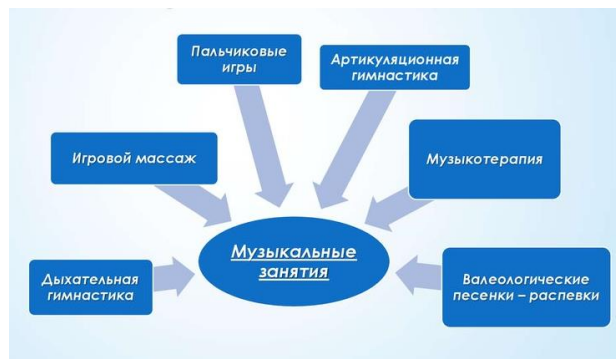 Пальчиковые
игры
Артикуляционная
гимнастика
Игровой массаж
Музыкотерапия
Музыкальные
занятия
Дыхательная
гимнастика
Валеологические
песенки – распевки